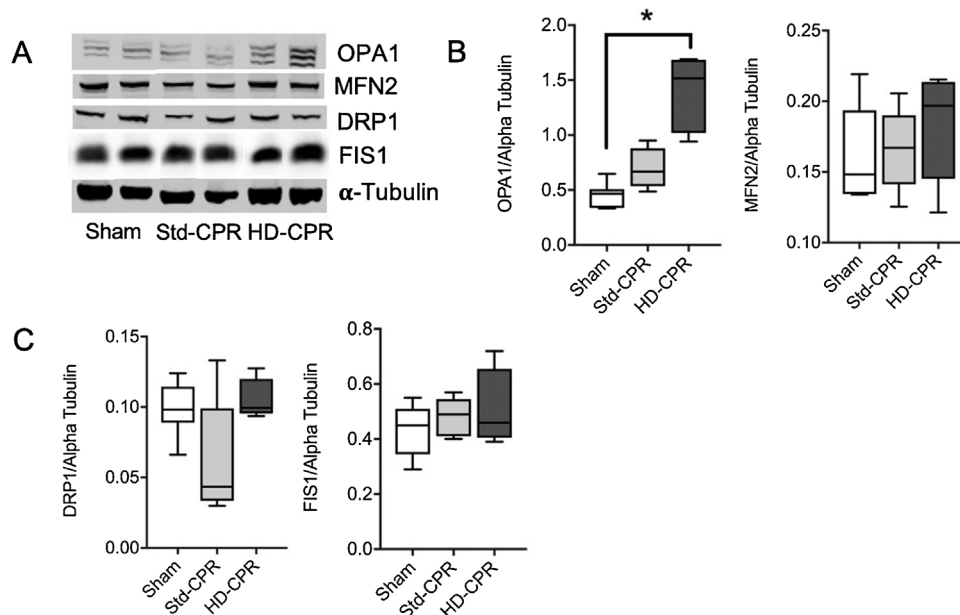 A
OPA1
MFN2
DRP1
FIS1
α-Tubulin
Sham Std-CPR HD-CPR
B
OPA1/Alpha Tubulin
2.0
1.5
1.0
0.5
0.0
*
Sham
Std-CPR
HD-CPR
MFN2/Alpha Tubulin
0.25
0.20
0.15
0.10
Sham
Std-CPR
HD-CPR
C
DRP1/Alpha Tubulin
0.15
0.10
0.05
0.00
Sham
Std-CPR
HD-CPR
FIS1/Alpha Tubulin
0.8
0.6
0.4
0.2
0.0
Sham
Std-CPR
HD-CPR